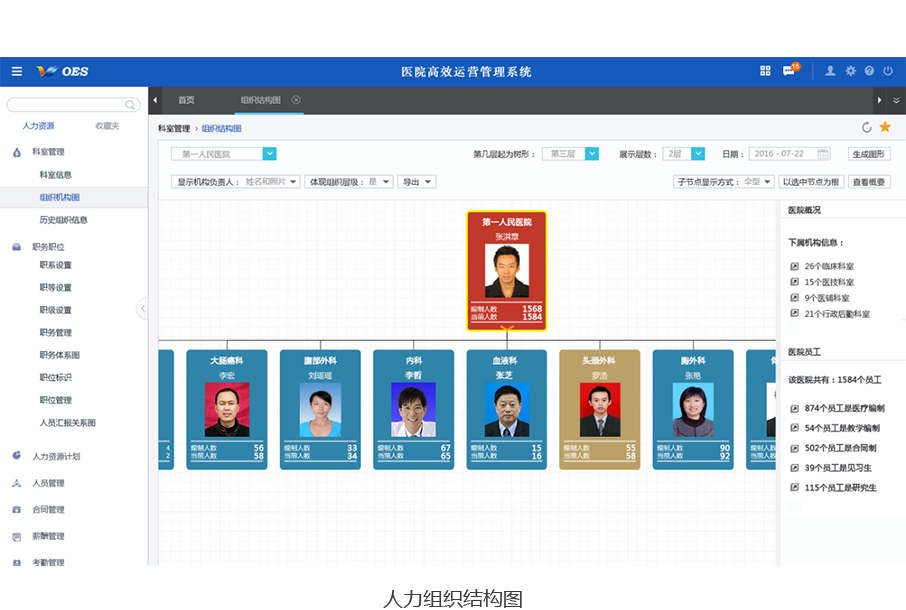 OES
医院高效运营管理系统
15
人力资源 收藏夹
首页 组织结构图
科室管理 > 组织结构图
科室管理
科室信息
组织机构图
历史组织信息
职务职位
职系设置
职等设置
职级设置
职务管理
职务体系图
职位标识
职位管理
人员汇报关系图
人力资源计划
人员管理
合同管理
薪酬管理
考勤管理
第一人民医院
第几层起为树形： 第三层
展示层数： 2层
日期： 2016 - 07-22
生成图形
显示机构负责人： 姓名和照片
体现组织层级： 是
导出
子节点显示方式： 伞型
以选中节点为根
查看概要
第一人民医院
张洪章
编制人数 1568
当前人数 1584
4
2
大肠癌科
李宏
编制人数 56
当前人数 58
腹部外科
刘瑶瑶
编制人数 33
当前人数 34
内科
李哲
编制人数 67
当前人数 65
血液科
张芝
编制人数 15
当前人数 16
头颈外科
罗浩
编制人数 55
当前人数 58
胸外科
张艳
编制人数 90
当前人数 92
编制人数
当前人数
医院概况
下属机构信息：
26个临床科室
15个医技科室
9个医辅科室
21个行政后勤科室
医院员工
该医院共有：1584个员工
874个员工是医疗编制
54个员工是教学编制
502个员工是合同制
39个员工是见习生
115个员工是研究生
人力组织结构图